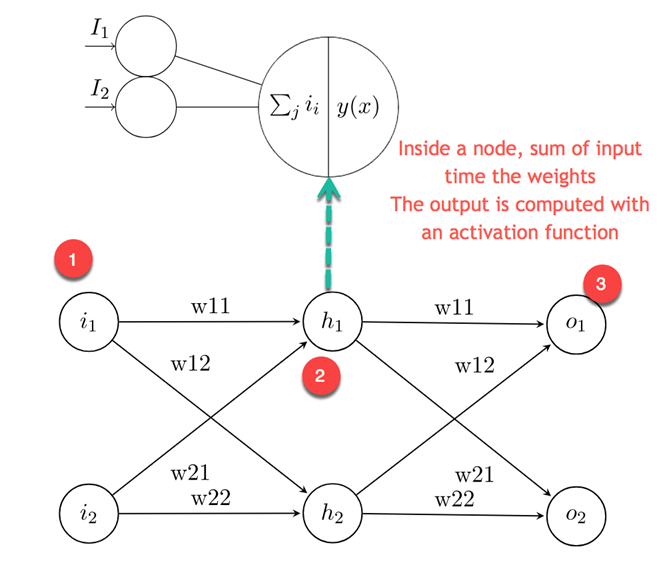 I₁
I₂
∑ⱼ iᵢ y(x)
Inside a node, sum of input
time the weights
The output is computed with
an activation function
1
3
i₁ w11 h₁ w11 o₁
w12 w12
2
w21 w21
w22 w22
i₂ h₂ o₂